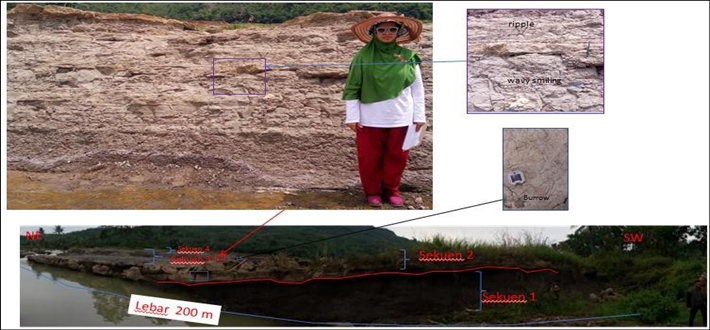 ripple
wavy smiling
Burrow
NE
SW
Sekuen 2
Sekuen 1
Lebar 200 m